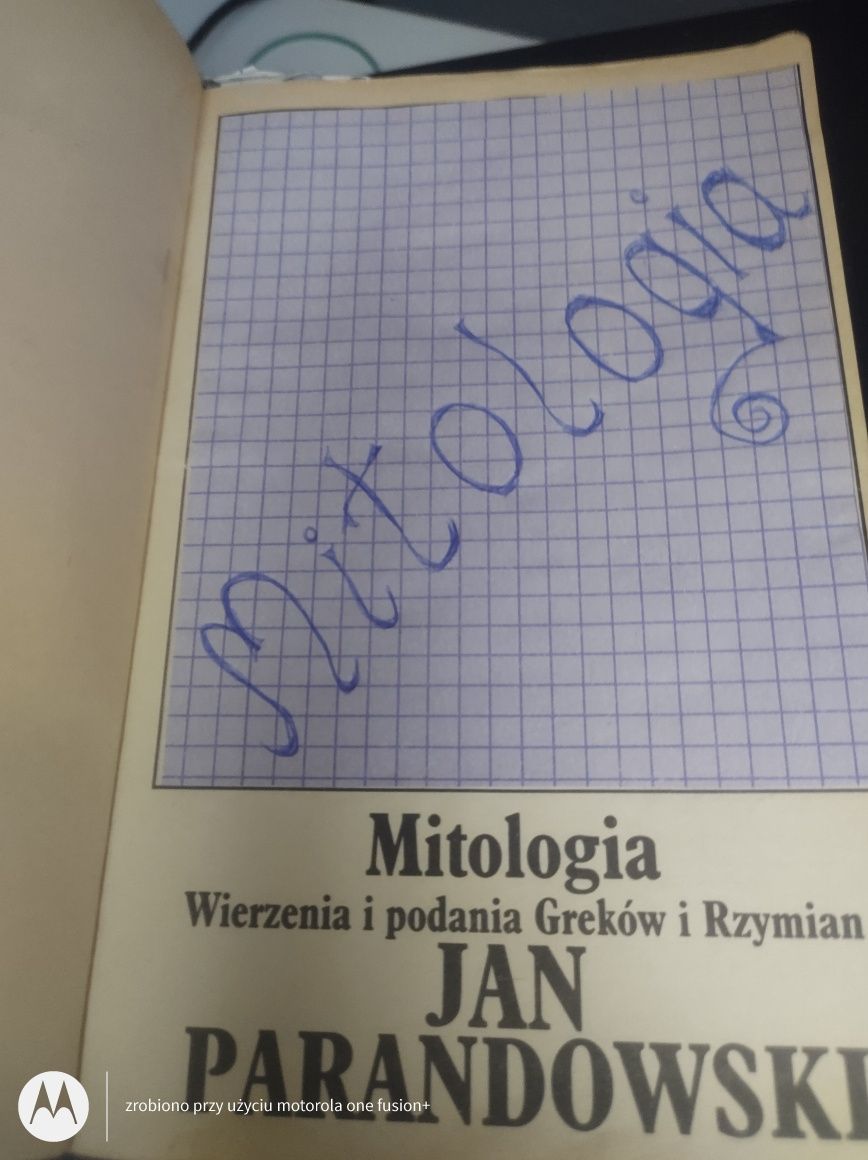 Mitologia
Mitologia
Wierzenia i podania Greków i Rzymian
JAN
PARANDOWSKI
zrobiono przy użyciu motorola one fusion+